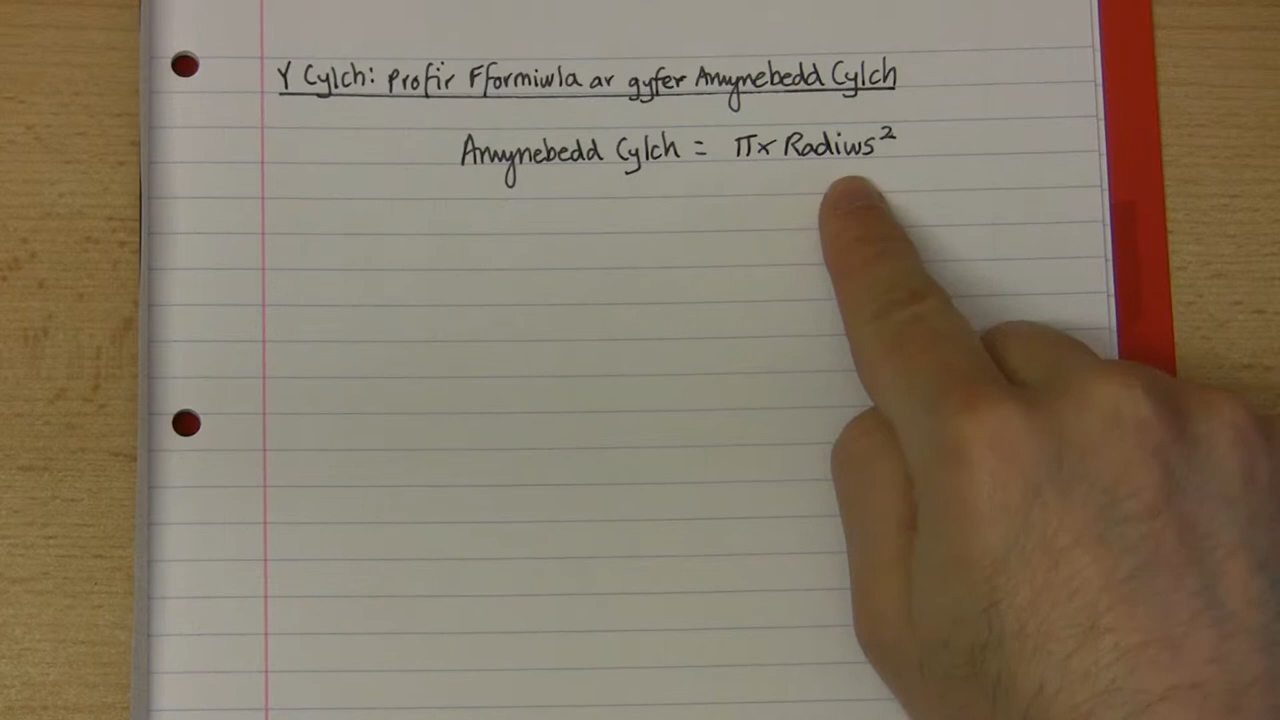 Y Cylch: Profi'r Fformiwla ar gyfer Arwynebedd Cylch
Arwynebedd Cylch = π× Radiws²